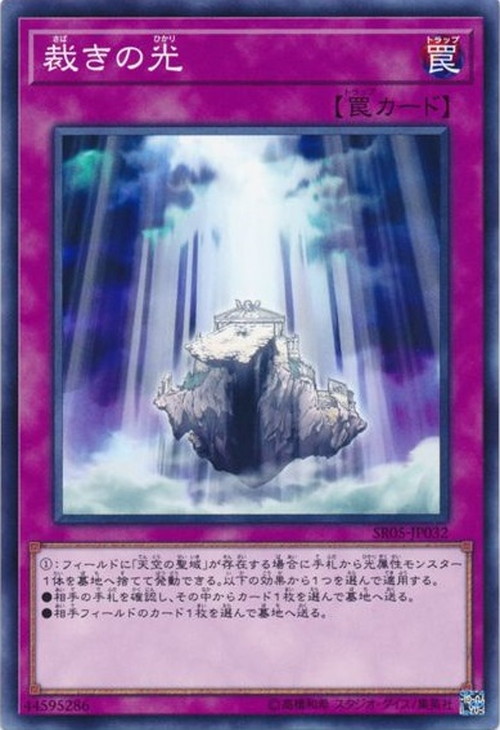 裁きの光
罠
【罠カード】
SR05-JP032
①:フィールドに「天空の聖域」が存在する場合に手札から光属性モンスター
1体を墓地へ捨てて発動できる。以下の効果から1つを選んで適用する。
●相手の手札を確認し、その中からカード1枚を選んで墓地へ送る。
●相手フィールドのカード1枚を選んで墓地へ送る。
44595286
©高橋和希 スタジオ・ダイス/集英社